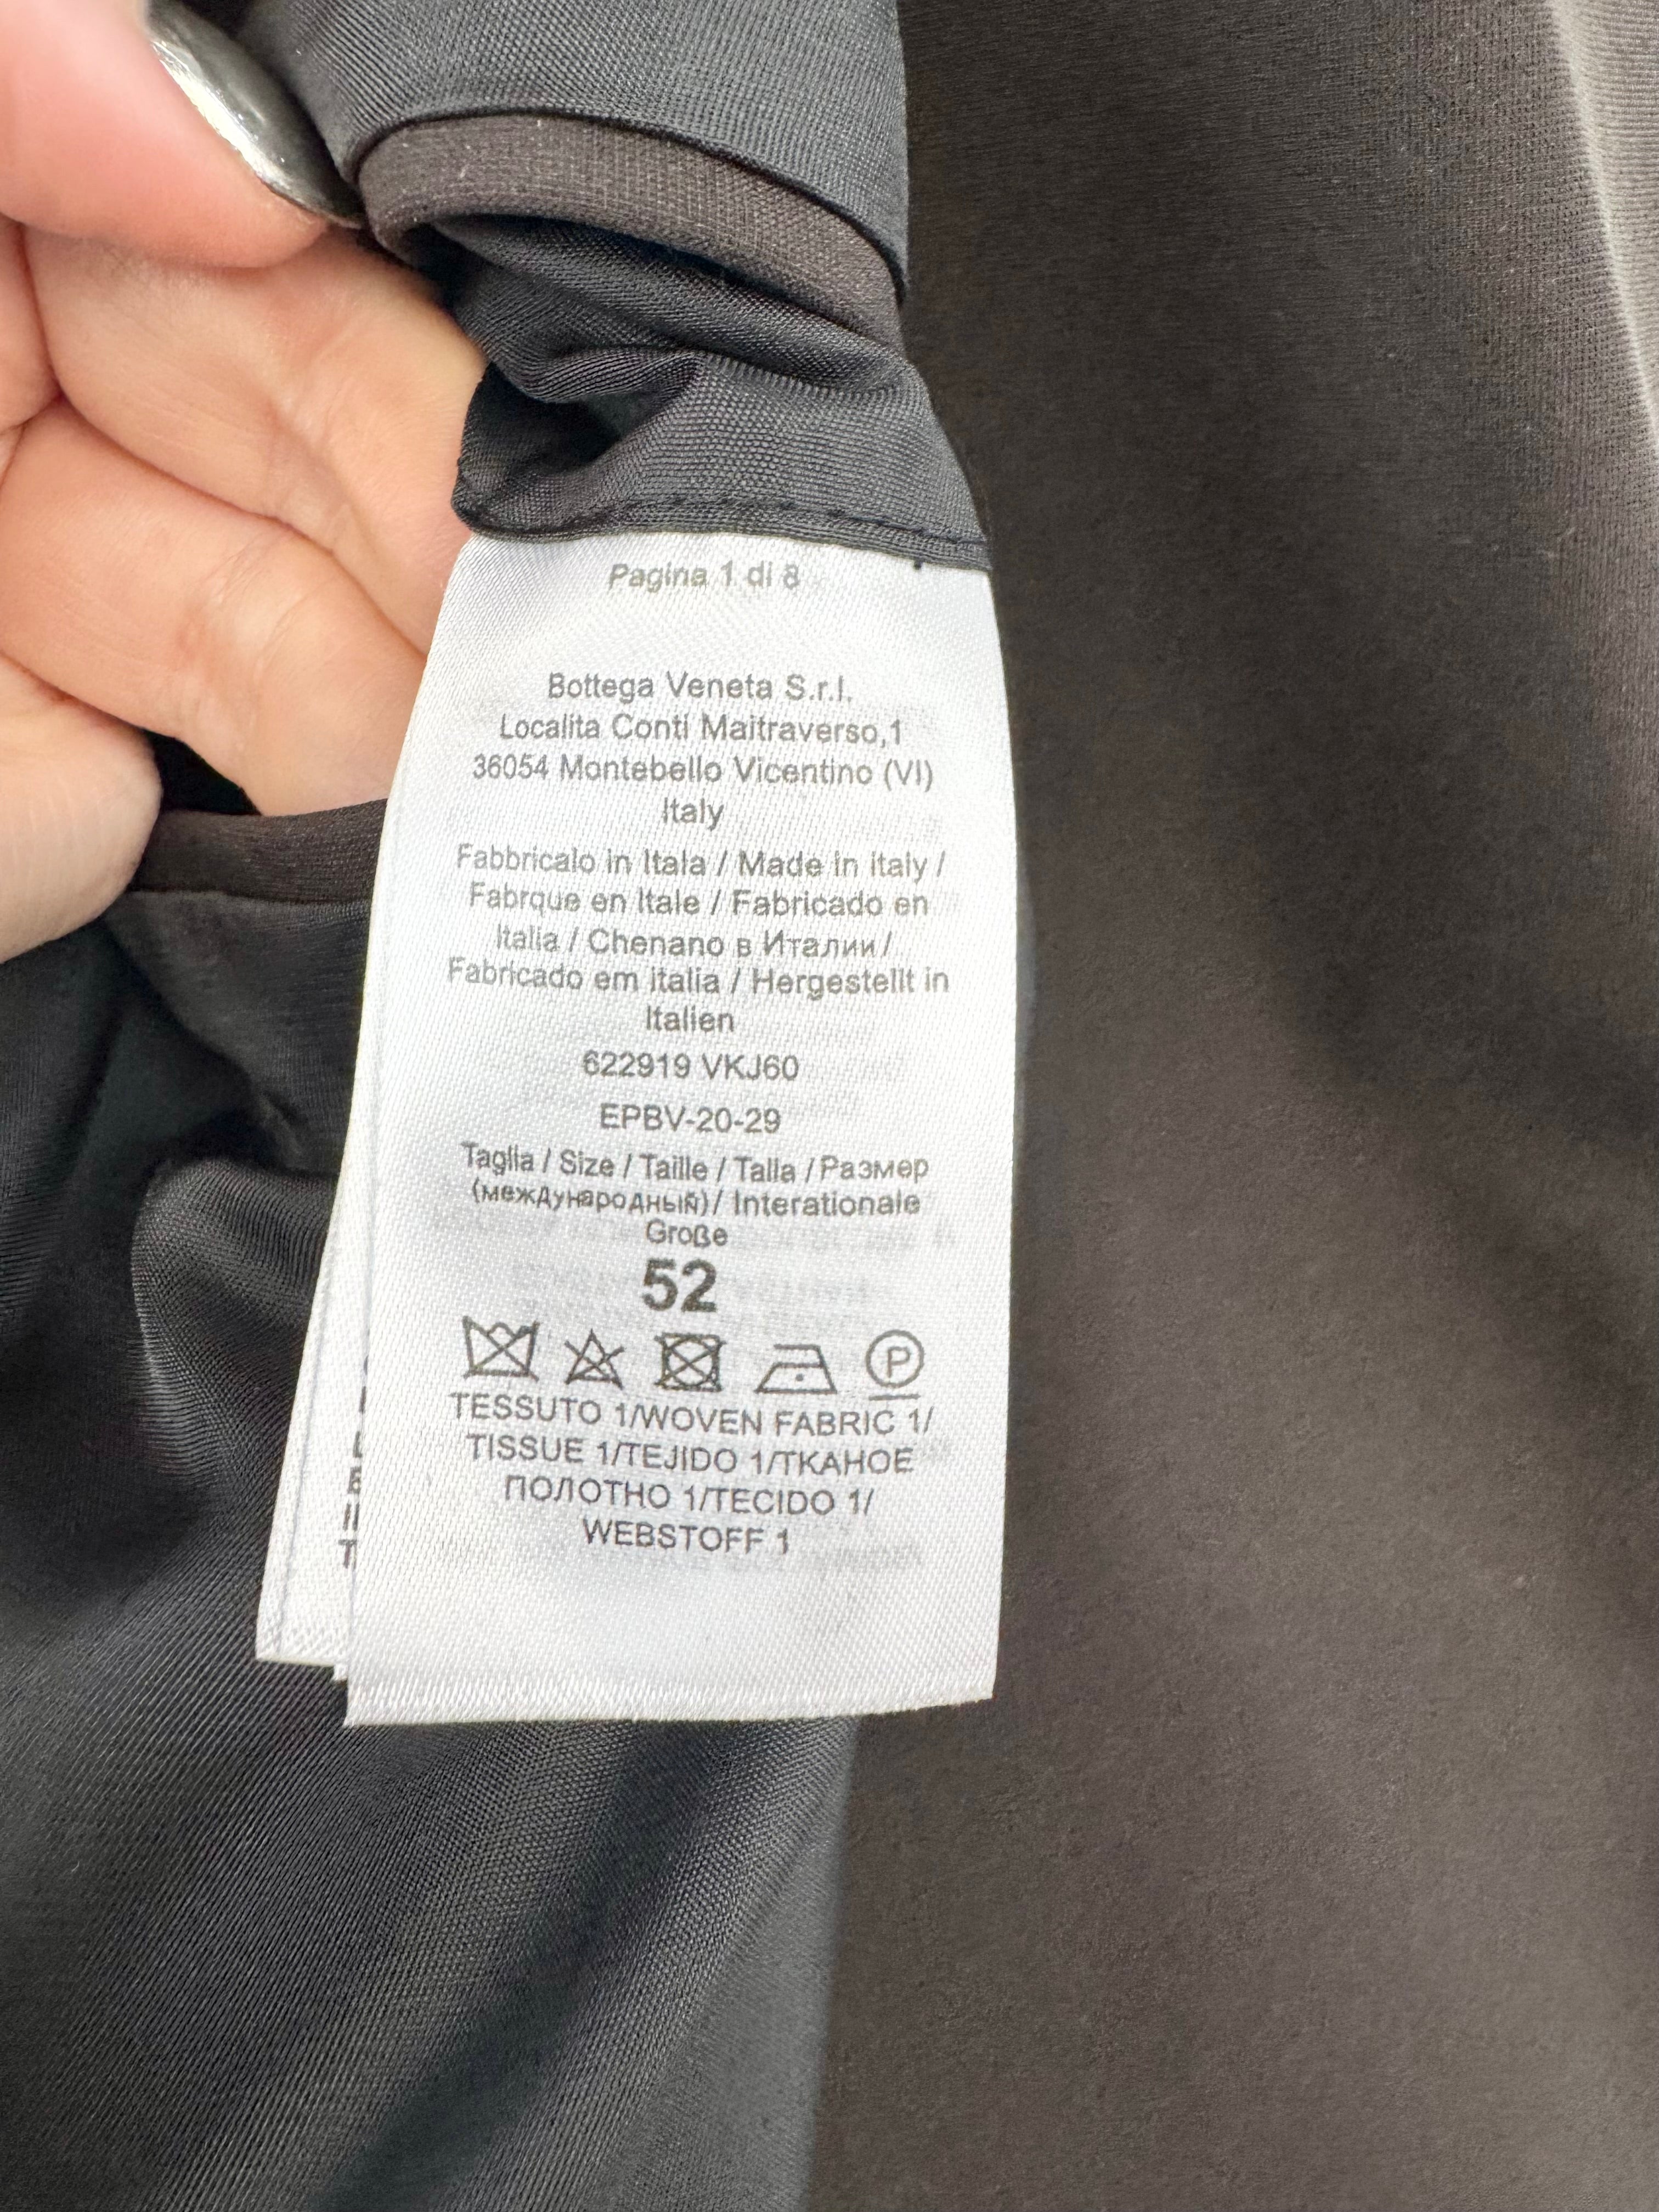 Pagina 1 di 8
Bottega Veneta S.r.l.
Localita Conti Maitraverso,1
36054 Montebello Vicentino (VI)
Italy
Fabbricalo in Itala / Made in italy /
Fabrque en Itale / Fabricado en
Italia / Chenano в Италии /
Fabricado em italia / Hergestellt in
Italien
622919 VKJ60
EPBV-20-29
Taglia / Size / Taille / Talla / Размер
(международный) / Interationale
Große
52
P
TESSUTO 1/WOVEN FABRIC 1/
TISSUE 1/TEJIDO 1/ТКАНОЕ
ПОЛОТНО 1/TECIDO 1/
WEBSTOFF 1